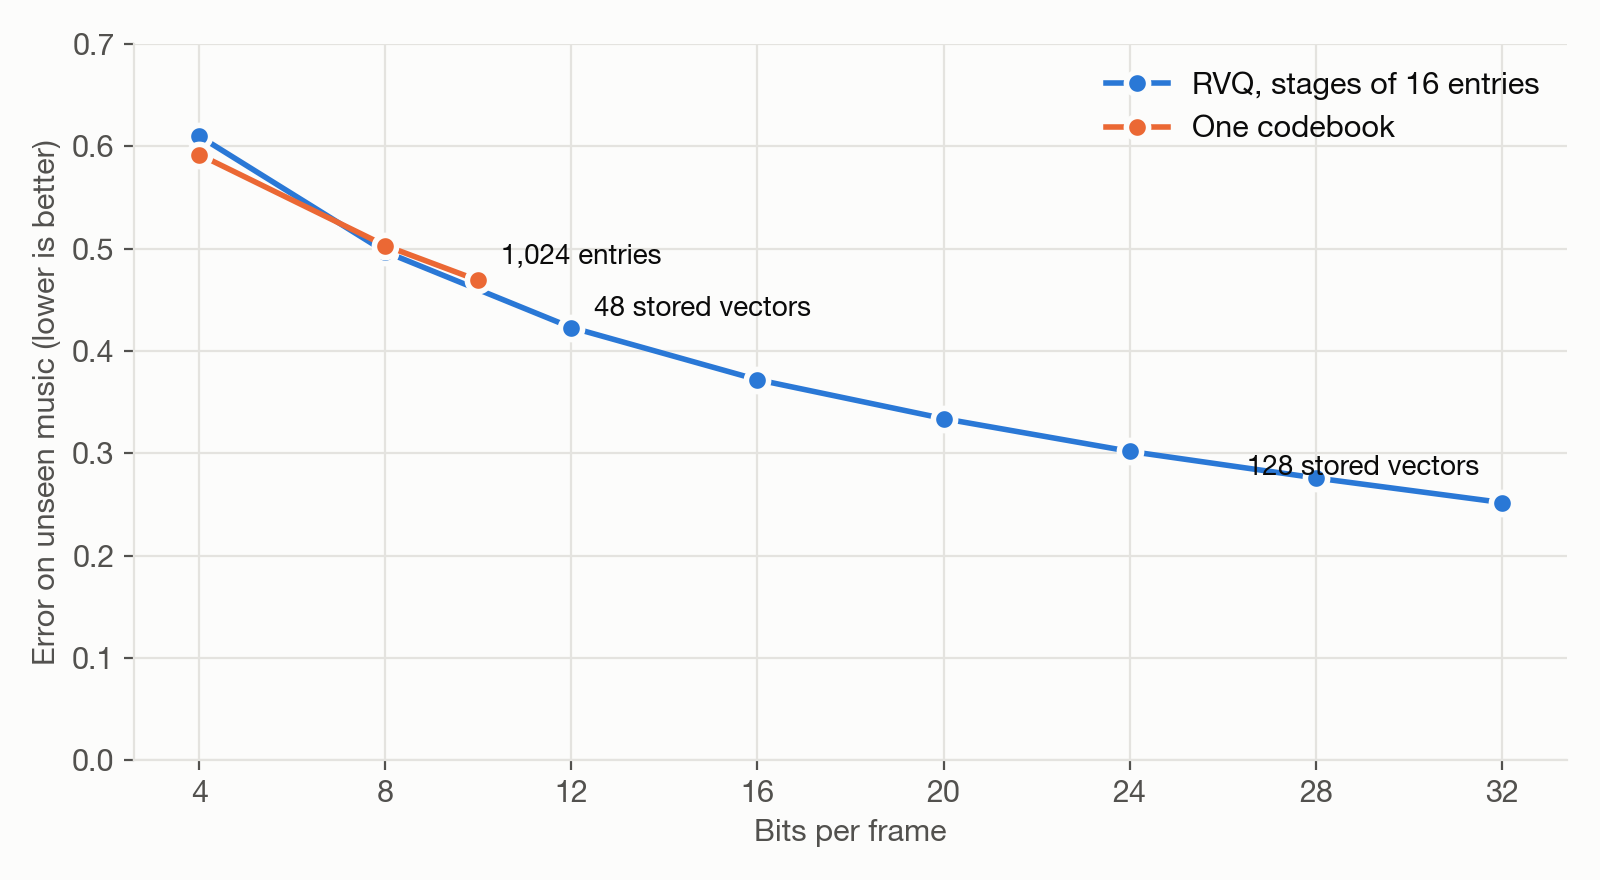 0.7
0.6
0.5
0.4
0.3
0.2
0.1
0.0
Error on unseen music (lower is better)
RVQ, stages of 16 entries
One codebook
1,024 entries
48 stored vectors
128 stored vectors
4 8 12 16 20 24 28 32
Bits per frame